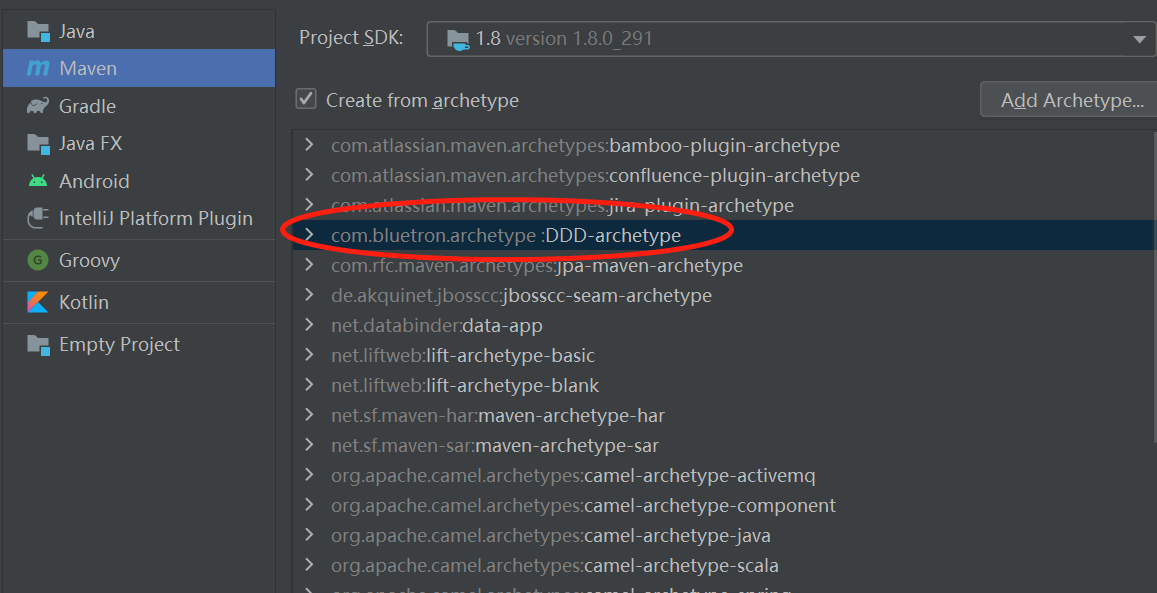 Java
Maven
Gradle
Java FX
Android
IntelliJ Platform Plugin
Groovy
Kotlin
Empty Project
Project SDK:
1.8 version 1.8.0_291
Create from archetype
Add Archetype...
com.atlassian.maven.archetypes:bamboo-plugin-archetype
com.atlassian.maven.archetypes:confluence-plugin-archetype
com.atlassian.maven.archetypes:jira-plugin-archetype
com.bluetron.archetype :DDD-archetype
com.rfc.maven.archetypes:jpa-maven-archetype
de.akquinet.jbosscc:jbosscc-seam-archetype
net.databinder:data-app
net.liftweb:lift-archetype-basic
net.liftweb:lift-archetype-blank
net.sf.maven-har:maven-archetype-har
net.sf.maven-sar:maven-archetype-sar
org.apache.camel.archetypes:camel-archetype-activemq
org.apache.camel.archetypes:camel-archetype-component
org.apache.camel.archetypes:camel-archetype-java
org.apache.camel.archetypes:camel-archetype-scala